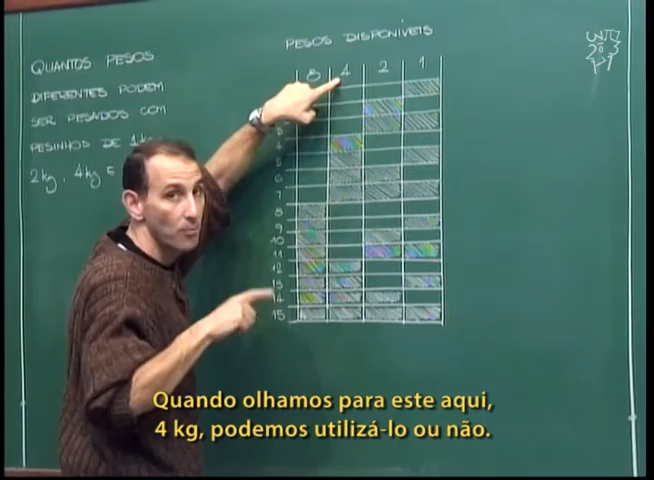 QUANTOS PESOS
DIFERENTES PODEM
SER PESADOS COM
PESINHOS DE 1kg
2kg, 4kg E
PESOS DISPONÍVEIS
8 4 2 1
6
7
8
9
10
11
12
13
14
15
Quando olhamos para este aqui,
4 kg, podemos utilizá-lo ou não.